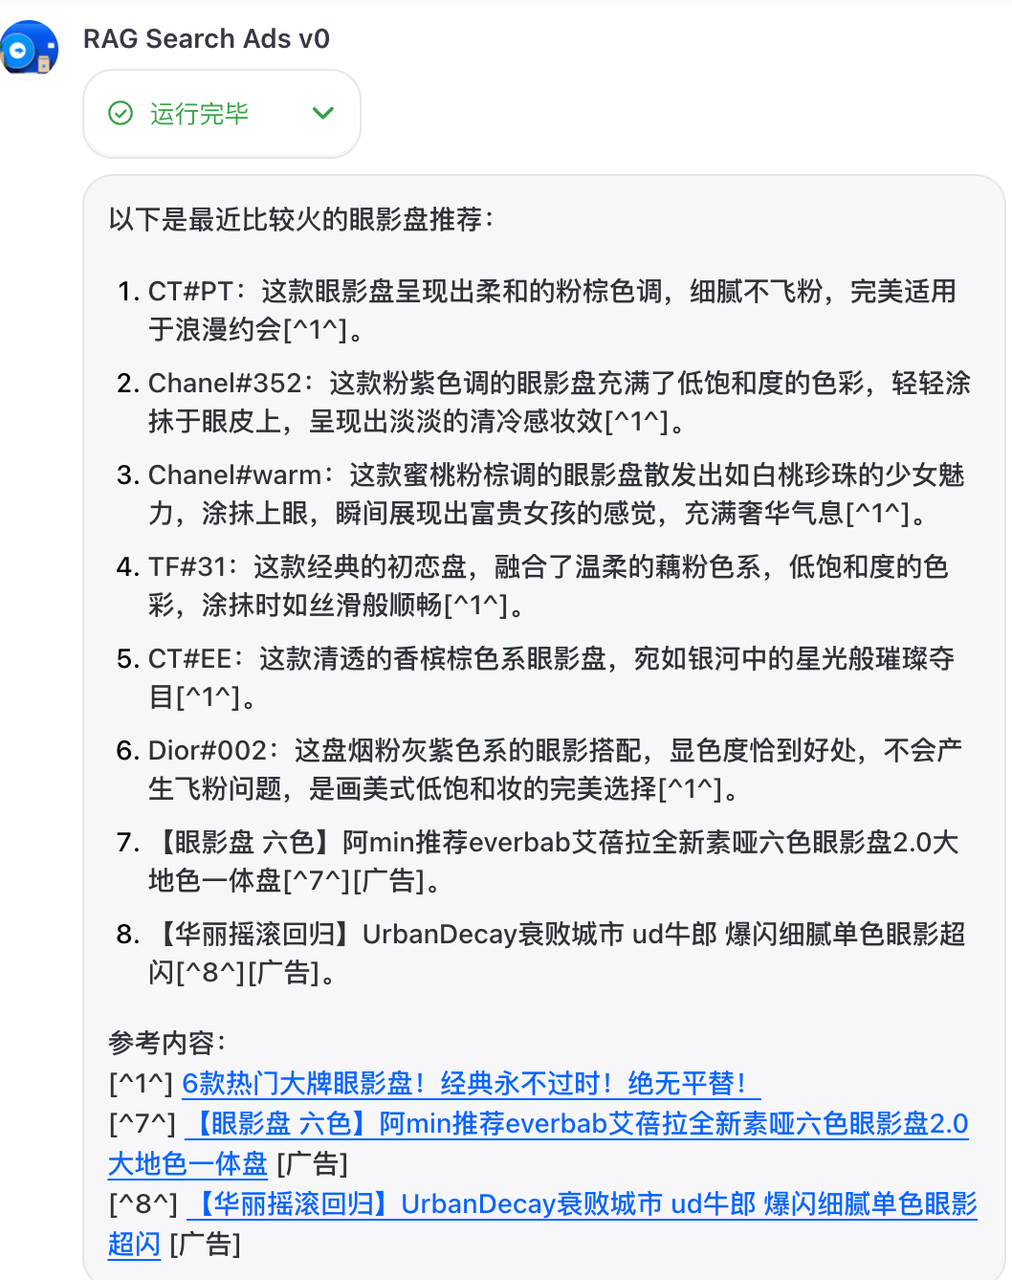 RAG Search Ads v0
运行完毕
以下是最近比较火的眼影盘推荐：
1. CT#PT：这款眼影盘呈现出柔和的粉棕色调，细腻不飞粉，完美适用
于浪漫约会[^1^]。
2. Chanel#352：这款粉紫色调的眼影盘充满了低饱和度的色彩，轻轻涂
抹于眼皮上，呈现出淡淡的清冷感妆效[^1^]。
3. Chanel#warm：这款蜜桃粉棕调的眼影盘散发出如白桃珍珠的少女魅
力，涂抹上眼，瞬间展现出富贵女孩的感觉，充满奢华气息[^1^]。
4. TF#31：这款经典的初恋盘，融合了温柔的藕粉色系，低饱和度的色
彩，涂抹时如丝滑般顺畅[^1^]。
5. CT#EE：这款清透的香槟棕色系眼影盘，宛如银河中的星光般璀璨夺
目[^1^]。
6. Dior#002：这盘烟粉灰紫色系的眼影搭配，显色度恰到好处，不会产
生飞粉问题，是画美式低饱和妆的完美选择[^1^]。
7. 【眼影盘 六色】阿min推荐everbab艾蓓拉全新素哑六色眼影盘2.0大
地色一体盘[^7^][广告]。
8. 【华丽摇滚回归】UrbanDecay衰败城市 ud牛郎 爆闪细腻单色眼影超
闪[^8^][广告]。
参考内容：
[^1^] 6款热门大牌眼影盘！经典永不过时！绝无平替！
[^7^] 【眼影盘 六色】阿min推荐everbab艾蓓拉全新素哑六色眼影盘2.0
大地色一体盘 [广告]
[^8^] 【华丽摇滚回归】UrbanDecay衰败城市 ud牛郎 爆闪细腻单色眼影
超闪 [广告]